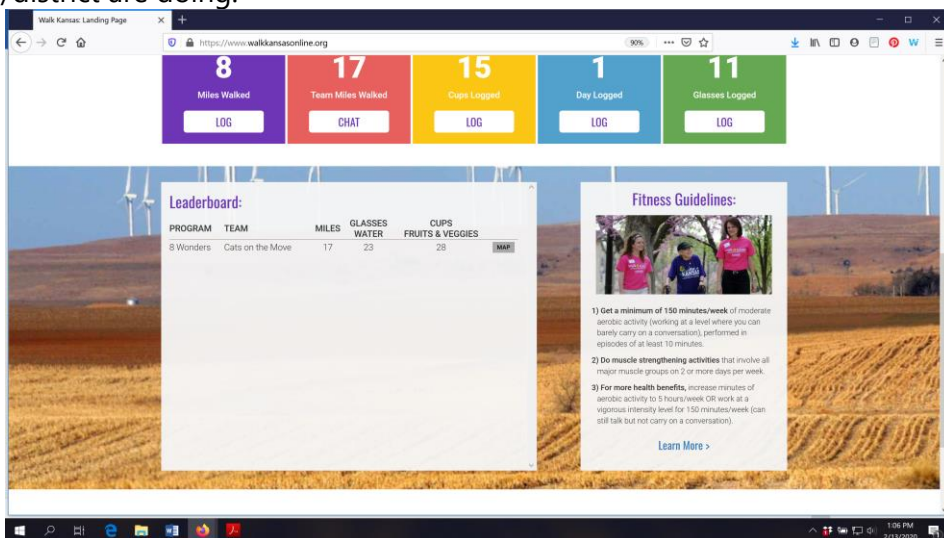 district are doing.
Walk Kansas: Landing Page
https://www.walkkansasonline.org
90%
8 17 15 1 11
Miles Walked Team Miles Walked Cups Logged Day Logged Glasses Logged
LOG CHAT LOG LOG LOG
Leaderboard:
PROGRAM TEAM MILES GLASSES WATER CUPS FRUITS & VEGGIES
8 Wonders Cats on the Move 17 23 28 MAP
Fitness Guidelines:
1) Get a minimum of 150 minutes/week of moderate
aerobic activity (working at a level where you can
barely carry on a conversation), performed in
episodes of at least 10 minutes.
2) Do muscle strengthening activities that involve all
major muscle groups on 2 or more days per week.
3) For more health benefits, increase minutes of
aerobic activity to 5 hours/week OR work at a
vigorous intensity level for 150 minutes/week (can
still talk but not carry on a conversation).
Learn More >
1:06 PM
2/13/2020